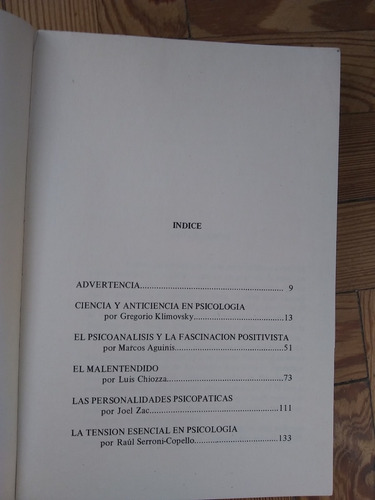 INDICE
ADVERTENCIA........................................ 9
CIENCIA Y ANTICIENCIA EN PSICOLOGIA
por Gregorio Klimovsky......................13
EL PSICOANALISIS Y LA FASCINACION POSITIVISTA
por Marcos Aguinis............................51
EL MALENTENDIDO
por Luis Chiozza.............................73
LAS PERSONALIDADES PSICOPATICAS
por Joel Zac.................................111
LA TENSION ESENCIAL EN PSICOLOGIA
por Raúl Serroni-Copello....................133